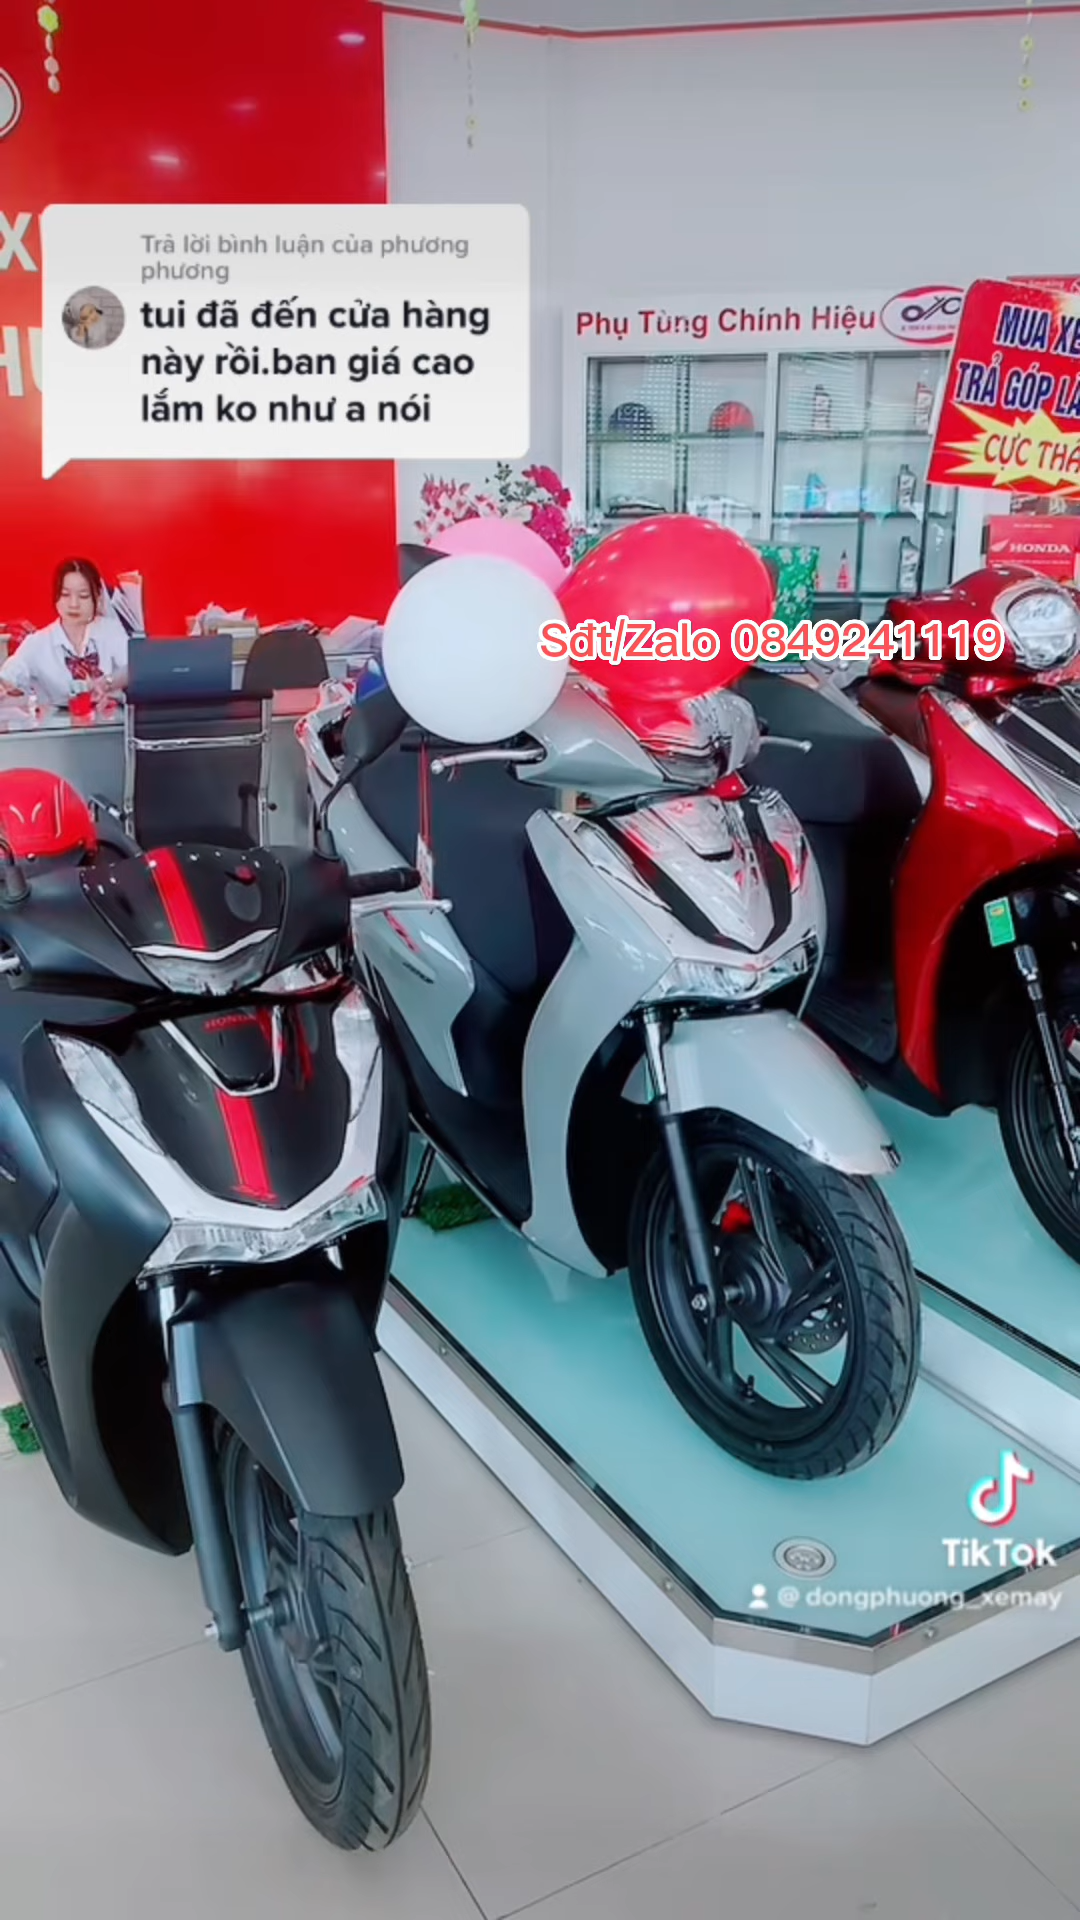 Trả lời bình luận của phương
phương
tui đã đến cửa hàng
này rồi.ban giá cao
lắm ko như a nói
Phụ Tùng Chính Hiệu
MUA XE
TRẢ GÓP
CỰC
HONDA
Sđt/Zalo 0849241119
HONDA
TikTok
@dongphuong_xemay